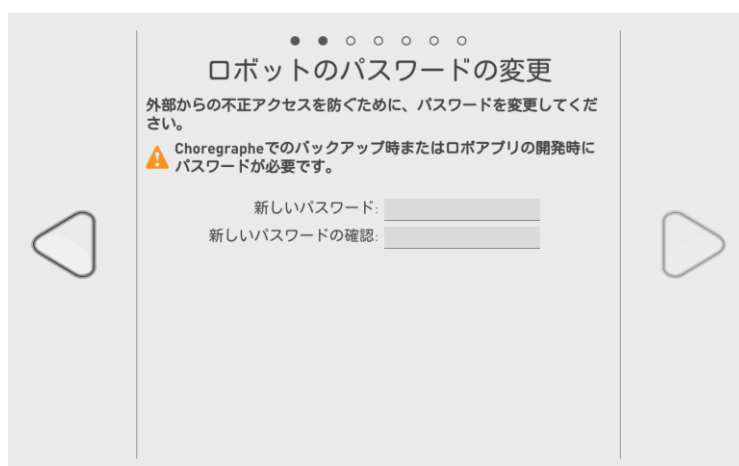 ロボットのパスワードの変更
外部からの不正アクセスを防ぐために、パスワードを変更してくだ
さい。
Choregrapheでのバックアップ時またはロボアプリの開発時に
パスワードが必要です。
新しいパスワード:
新しいパスワードの確認: